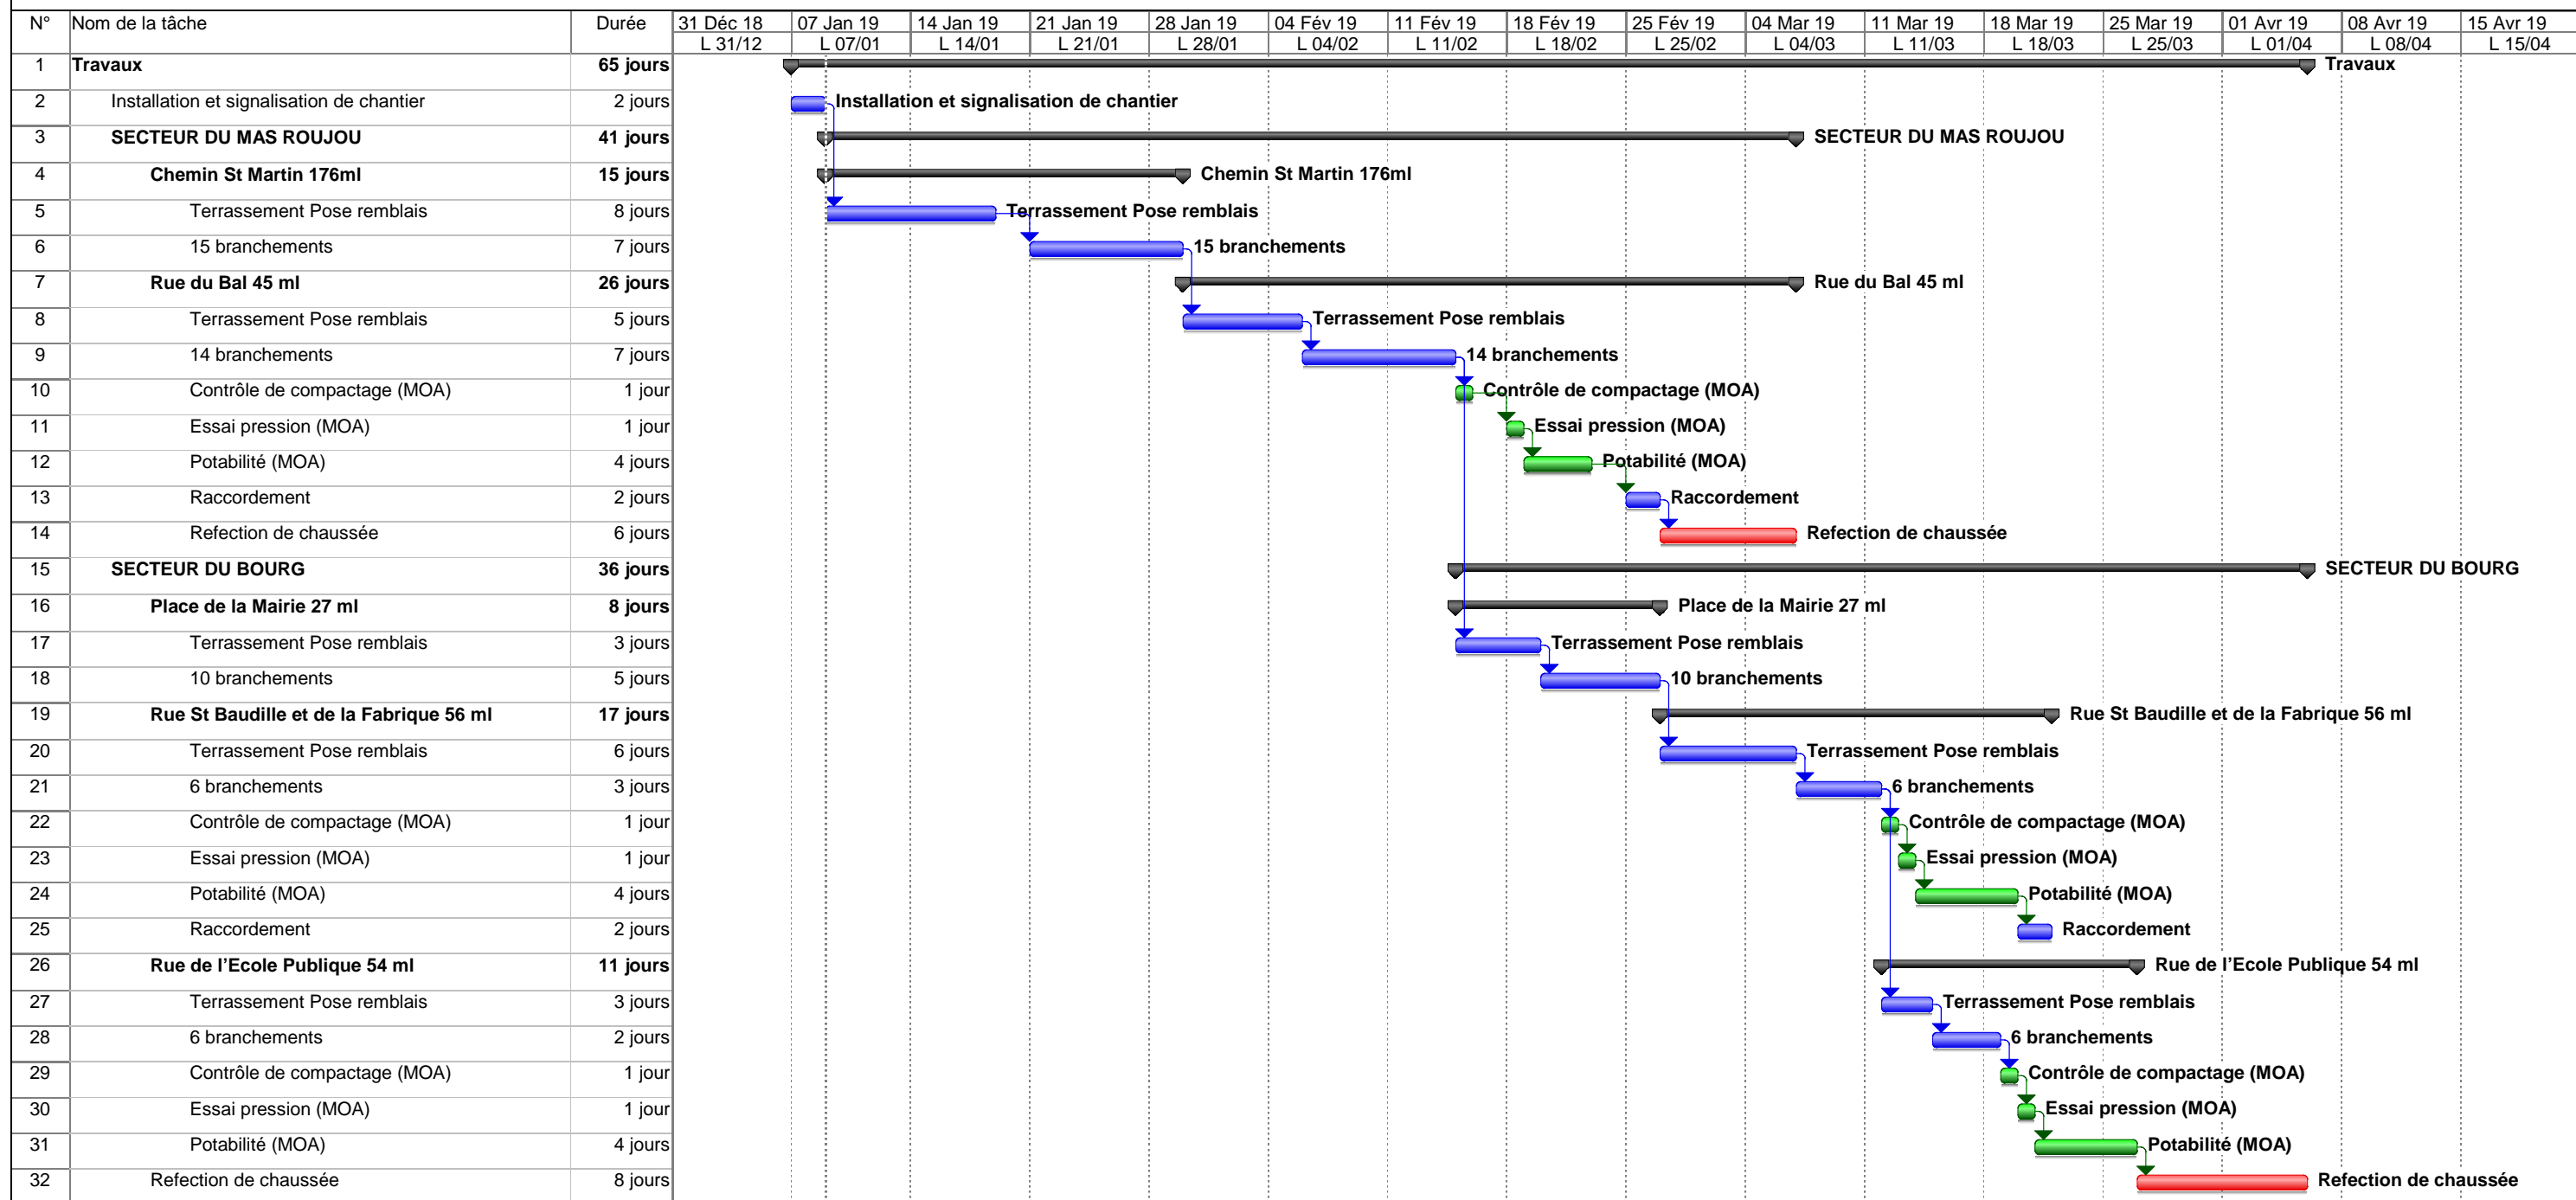 N° Nom de la tâche Durée 31 Déc 18 07 Jan 19 14 Jan 19 21 Jan 19 28 Jan 19 04 Fév 19 11 Fév 19 18 Fév 19 25 Fév 19 04 Mar 19 11 Mar 19 18 Mar 19 25 Mar 19 01 Avr 19 08 Avr 19 15 Avr 19
L 31/12 L 07/01 L 14/01 L 21/01 L 28/01 L 04/02 L 11/02 L 18/02 L 25/02 L 04/03 L 11/03 L 18/03 L 25/03 L 01/04 L 08/04 L 15/04
1 Travaux 65 jours Travaux
2 Installation et signalisation de chantier 2 jours Installation et signalisation de chantier
3 SECTEUR DU MAS ROUJOU 41 jours SECTEUR DU MAS ROUJOU
4 Chemin St Martin 176ml 15 jours Chemin St Martin 176ml
5 Terrassement Pose remblais 8 jours Terrassement Pose remblais
6 15 branchements 7 jours 15 branchements
7 Rue du Bal 45 ml 26 jours Rue du Bal 45 ml
8 Terrassement Pose remblais 5 jours Terrassement Pose remblais
9 14 branchements 7 jours 14 branchements
10 Contrôle de compactage (MOA) 1 jour Contrôle de compactage (MOA)
11 Essai pression (MOA) 1 jour Essai pression (MOA)
12 Potabilité (MOA) 4 jours Potabilité (MOA)
13 Raccordement 2 jours Raccordement
14 Refection de chaussée 6 jours Refection de chaussée
15 SECTEUR DU BOURG 36 jours SECTEUR DU BOURG
16 Place de la Mairie 27 ml 8 jours Place de la Mairie 27 ml
17 Terrassement Pose remblais 3 jours Terrassement Pose remblais
18 10 branchements 5 jours 10 branchements
19 Rue St Baudille et de la Fabrique 56 ml 17 jours Rue St Baudille et de la Fabrique 56 ml
20 Terrassement Pose remblais 6 jours Terrassement Pose remblais
21 6 branchements 3 jours 6 branchements
22 Contrôle de compactage (MOA) 1 jour Contrôle de compactage (MOA)
23 Essai pression (MOA) 1 jour Essai pression (MOA)
24 Potabilité (MOA) 4 jours Potabilité (MOA)
25 Raccordement 2 jours Raccordement
26 Rue de l'Ecole Publique 54 ml 11 jours Rue de l'Ecole Publique 54 ml
27 Terrassement Pose remblais 3 jours Terrassement Pose remblais
28 6 branchements 2 jours 6 branchements
29 Contrôle de compactage (MOA) 1 jour Contrôle de compactage (MOA)
30 Essai pression (MOA) 1 jour Essai pression (MOA)
31 Potabilité (MOA) 4 jours Potabilité (MOA)
32 Refection de chaussée 8 jours Refection de chaussée